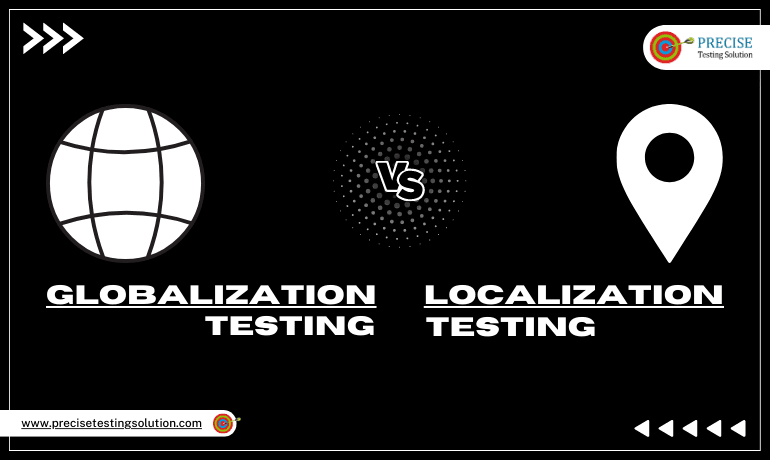 PRECISE
Testing Solution
VS
GLOBALIZATION
TESTING
LOCALIZATION
TESTING
www.precisetestingsolution.com